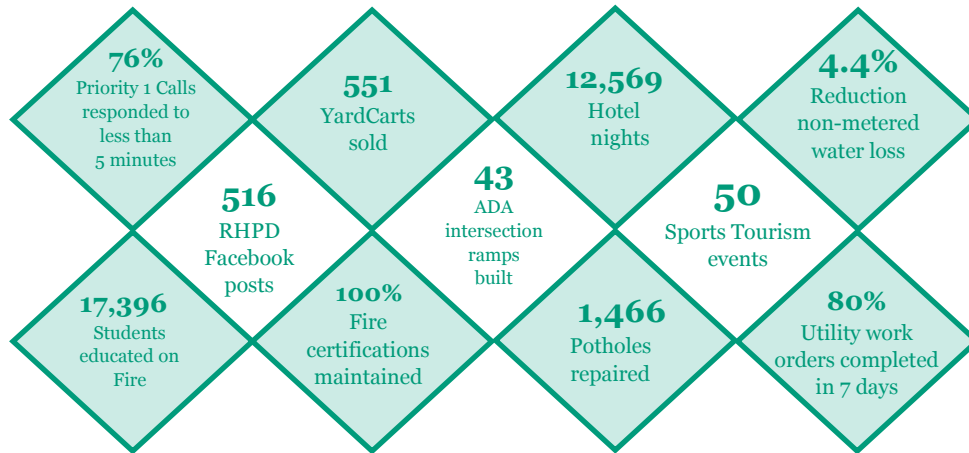 76%
Priority 1 Calls
responded to
less than
5 minutes
551
YardCarts
sold
12,569
Hotel
nights
4.4%
Reduction
non-metered
water loss
516
RHPD
Facebook
posts
43
ADA
intersection
ramps
built
50
Sports Tourism
events
17,396
Students
educated on
Fire
100%
Fire
certifications
maintained
1,466
Potholes
repaired
80%
Utility work
orders completed
in 7 days